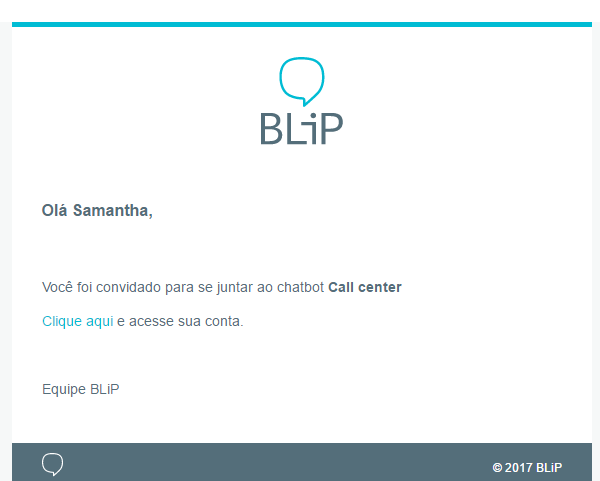 BLiP
Olá Samantha,
Você foi convidado para se juntar ao chatbot Call center
Clique aqui e acesse sua conta.
Equipe BLiP
© 2017 BLiP